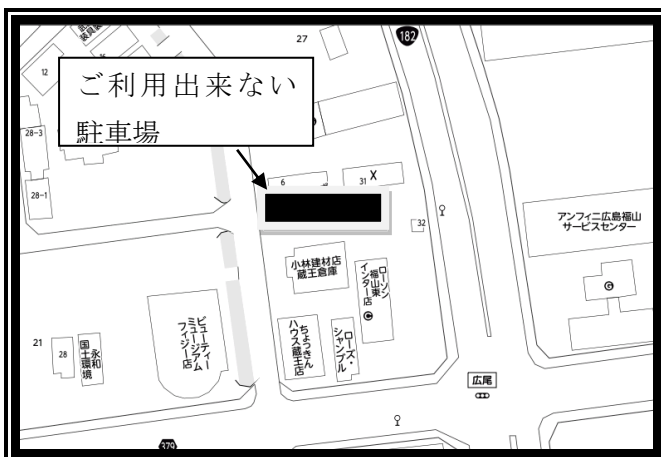 27
182
12
ご利用出来ない
駐車場
28-3
28-1
6
31
32
アンフィニ広島福山
サービスセンター
小林建材店
蔵王倉庫
ローソン
福山東
インター店
ビューティー
ミュージアム
フィジー店
ちょっきん
ハウス蔵王店
ローズ・
シャンブル
21
28
永和
国土環境
広尾
379